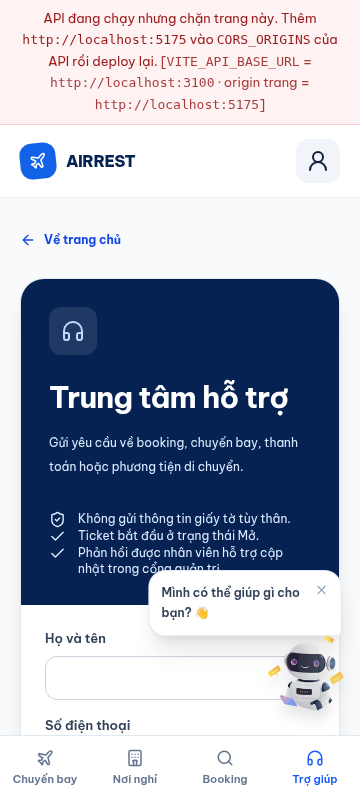 API đang chạy nhưng chặn trang này. Thêm
http://localhost:5175 vào CORS_ORIGINS của
API rồi deploy lại. [VITE_API_BASE_URL =
http://localhost:3100 · origin trang =
http://localhost:5175]
AIRREST
Về trang chủ
Trung tâm hỗ trợ
Gửi yêu cầu về booking, chuyến bay, thanh
toán hoặc phương tiện di chuyển.
Không gửi thông tin giấy tờ tùy thân.
Ticket bắt đầu ở trạng thái Mở.
Phản hồi được nhân viên hỗ trợ cập
nhật trong cổng quản trị.
Mình có thể giúp gì cho
bạn? 👋
Họ và tên
Số điện thoại
Chuyến bay
Nơi nghỉ
Booking
Trợ giúp